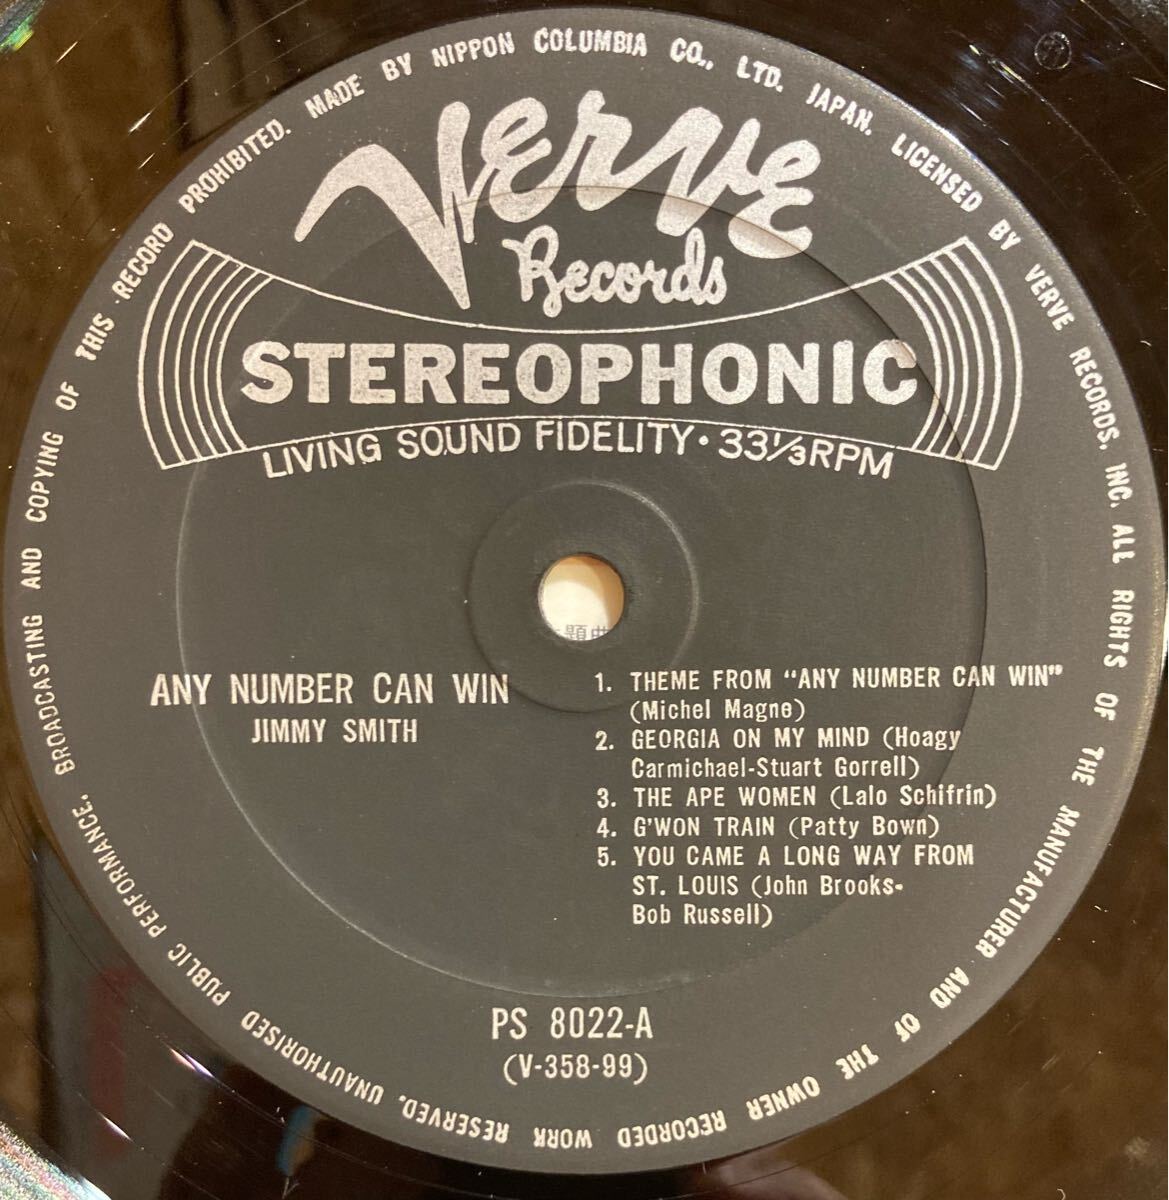 MADE BY NIPPON COLUMBIA CO., LTD. JAPAN. LICENSED BY VERVE RECORDS, INC. ALL RIGHTS OF THE MANUFACTURER AND OF THE OWNER RECORDED WORK RESERVED. UNAUTHORISED PUBLIC PERFORMANCE, BROADCASTING AND COPYING OF THIS RECORD PROHIBITED.
Verve
Records
STEREOPHONIC
LIVING SOUND FIDELITY · 33⅓ RPM
題曲
ANY NUMBER CAN WIN
JIMMY SMITH
1. THEME FROM "ANY NUMBER CAN WIN"
(Michel Magne)
2. GEORGIA ON MY MIND (Hoagy
Carmichael-Stuart Gorrell)
3. THE APE WOMEN (Lalo Schifrin)
4. G'WON TRAIN (Patty Bown)
5. YOU CAME A LONG WAY FROM
ST. LOUIS (John Brooks-
Bob Russell)
PS 8022-A
(V-358-99)